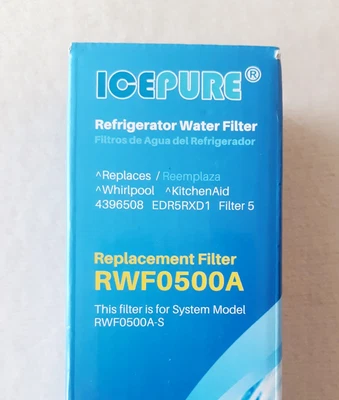 ICEPURE®
Refrigerator Water Filter
Filtros de Agua del Refrigerador
^Replaces / Reemplaza
^Whirlpool ^KitchenAid
4396508 EDR5RXD1 Filter 5
Replacement Filter
RWF0500A
This filter is for System Model
RWF0500A-S